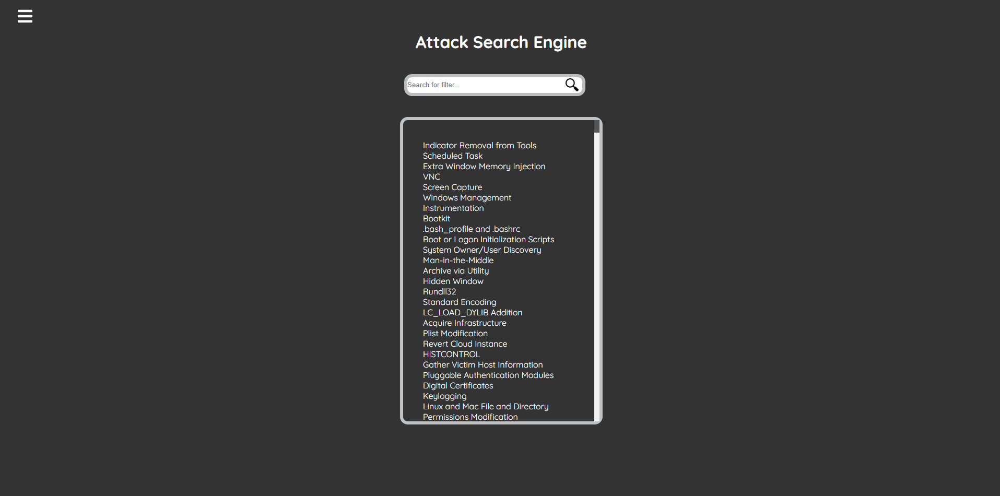 Attack Search Engine
Search for filter...
Indicator Removal from Tools
Scheduled Task
Extra Window Memory Injection
VNC
Screen Capture
Windows Management
Instrumentation
Bootkit
.bash_profile and .bashrc
Boot or Logon Initialization Scripts
System Owner/User Discovery
Man-in-the-Middle
Archive via Utility
Hidden Window
Rundll32
Standard Encoding
LC_LOAD_DYLIB Addition
Acquire Infrastructure
Plist Modification
Revert Cloud Instance
HISTCONTROL
Gather Victim Host Information
Pluggable Authentication Modules
Digital Certificates
Keylogging
Linux and Mac File and Directory
Permissions Modification